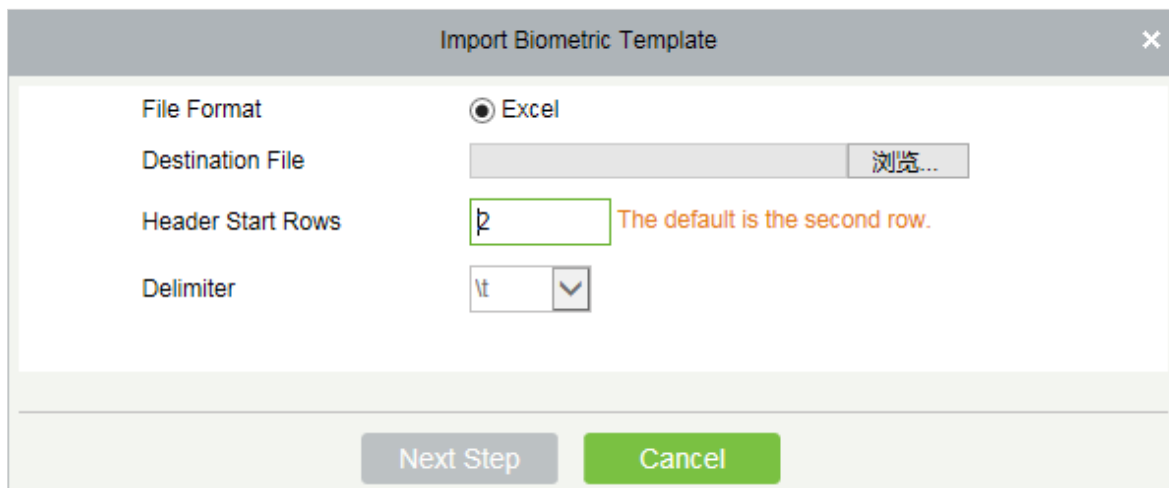 Import Biometric Template
File Format Excel
Destination File 浏览...
Header Start Rows 2 The default is the second row.
Delimiter \t
Next Step Cancel